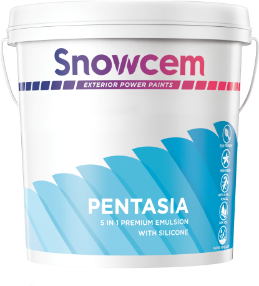 Snowcem
EXTERIOR POWER PAINTS
PENTASIA
5 IN 1 PREMIUM EMULSION
WITH SILICONE